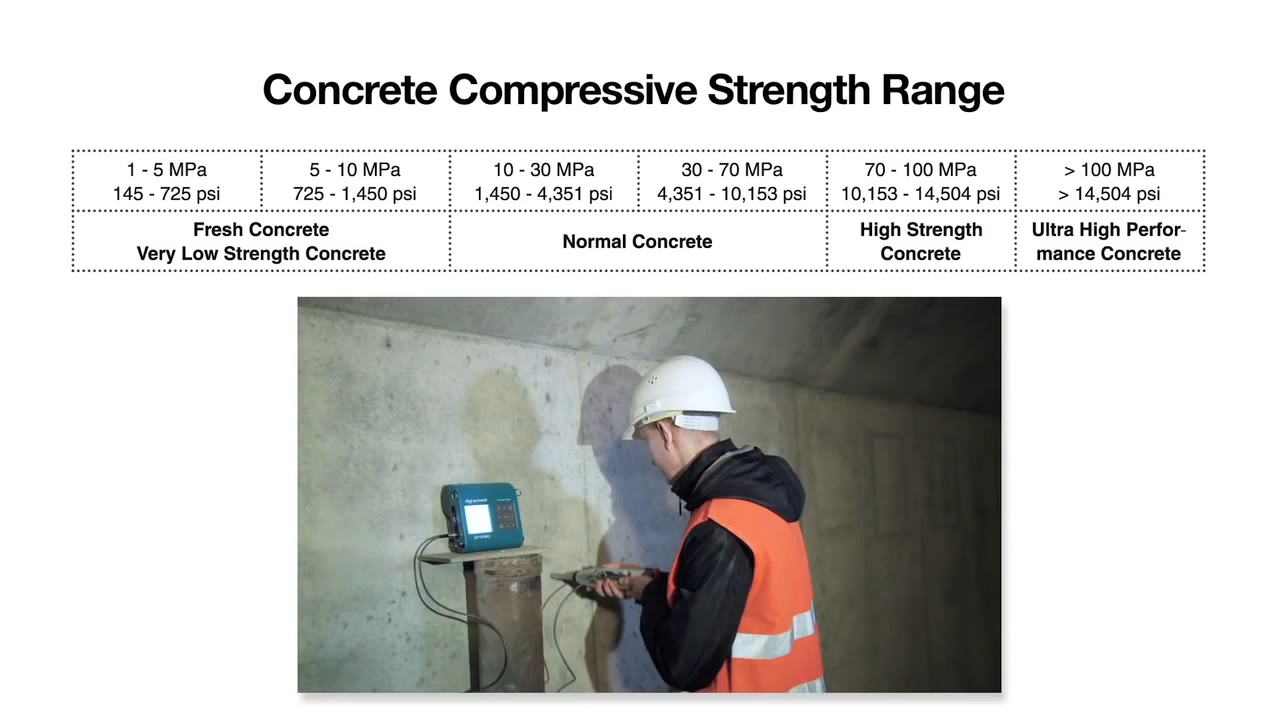 Concrete Compressive Strength Range
1 - 5 MPa
145 - 725 psi
5 - 10 MPa
725 - 1,450 psi
10 - 30 MPa
1,450 - 4,351 psi
30 - 70 MPa
4,351 - 10,153 psi
70 - 100 MPa
10,153 - 14,504 psi
> 100 MPa
> 14,504 psi
Fresh Concrete
Very Low Strength Concrete
Normal Concrete
High Strength
Concrete
Ultra High Perfor-
mance Concrete